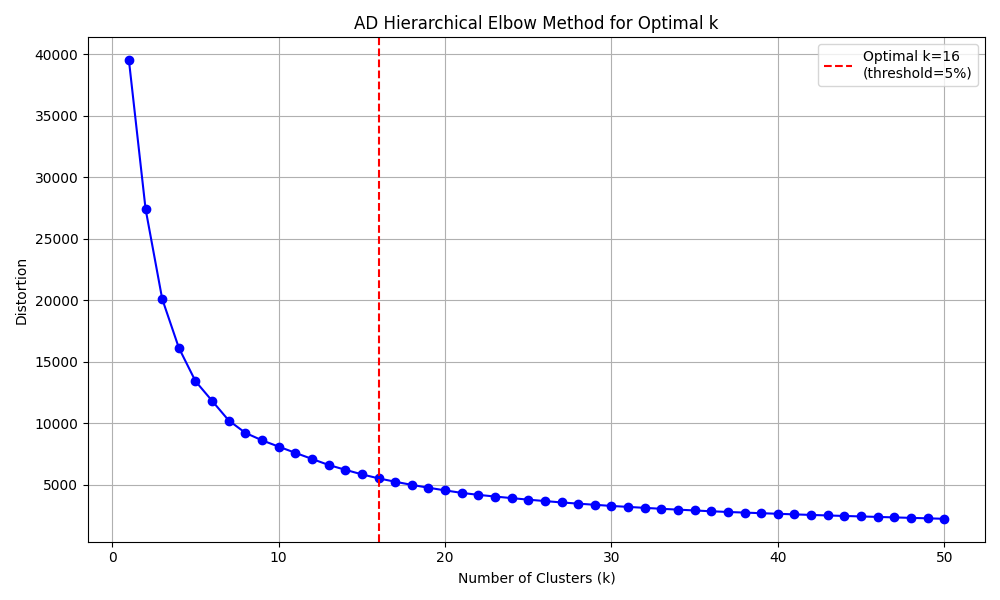 AD Hierarchical Elbow Method for Optimal k
Optimal k=16
(threshold=5%)
40000
35000
30000
25000
20000
15000
10000
5000
Distortion
0
10
20
30
40
50
Number of Clusters (k)